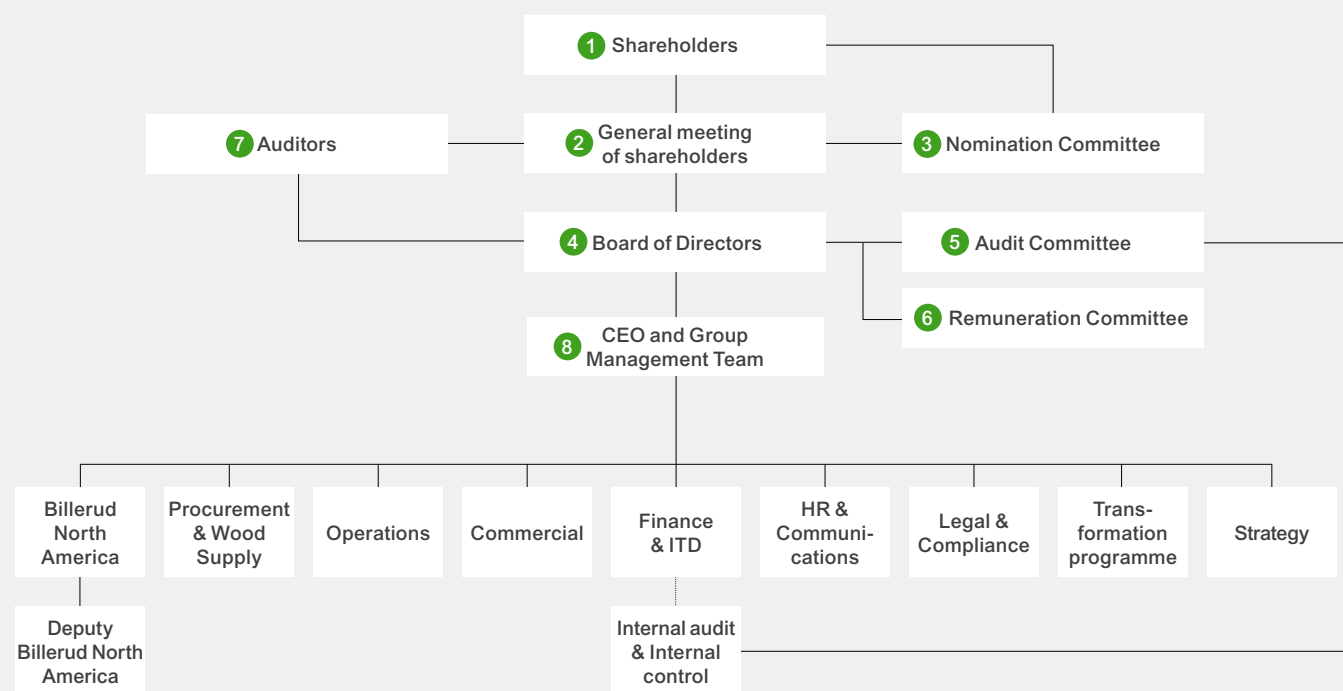 1 Shareholders
7 Auditors
2 General meeting
of shareholders
3 Nomination Committee
4 Board of Directors
5 Audit Committee
6 Remuneration Committee
8 CEO and Group
Management Team
Billerud
North
America
Procurement
& Wood
Supply
Operations
Commercial
Finance
& ITD
HR &
Communi-
cations
Legal &
Compliance
Trans-
formation
programme
Strategy
Deputy
Billerud North
America
Internal audit
& Internal
control